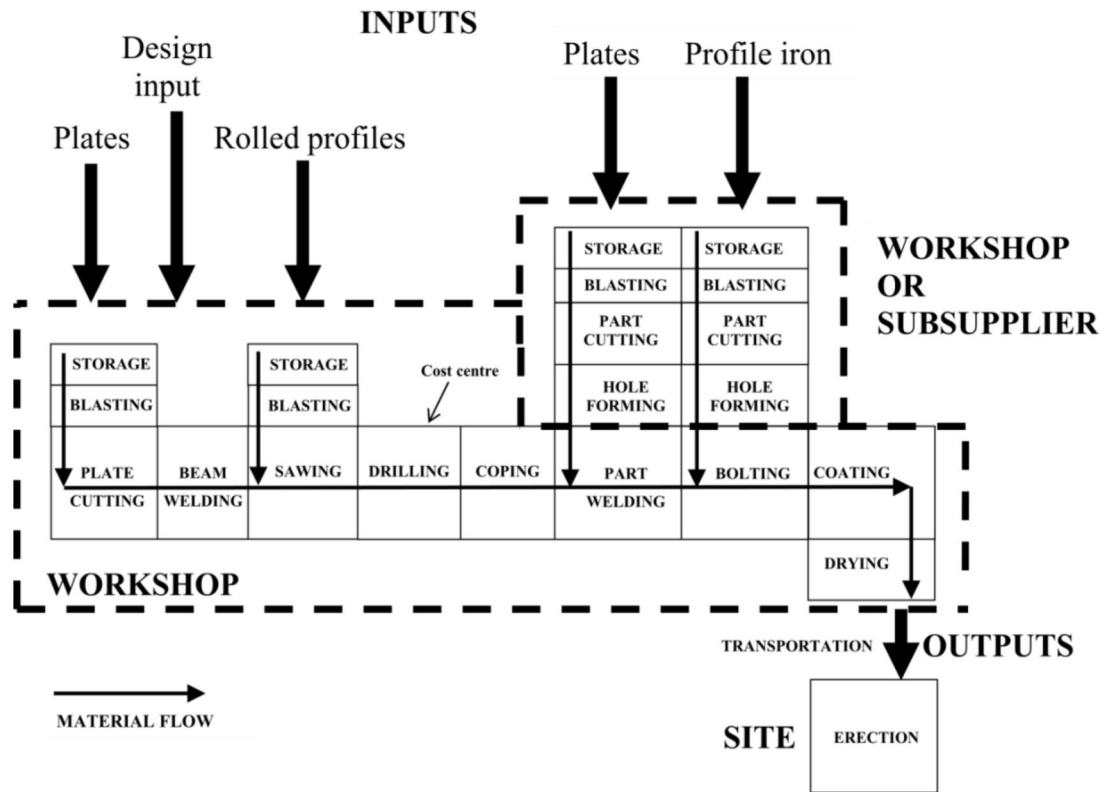 INPUTS
Design
input
Plates
Profile iron
Plates
Rolled profiles
WORKSHOP
OR
SUBSUPPLIER
STORAGE
STORAGE
BLASTING
BLASTING
PART
CUTTING
PART
CUTTING
HOLE
FORMING
HOLE
FORMING
STORAGE
STORAGE
Cost centre
BLASTING
BLASTING
PLATE
CUTTING
BEAM
WELDING
SAWING
DRILLING
COPING
PART
WELDING
BOLTING
COATING
DRYING
WORKSHOP
TRANSPORTATION
OUTPUTS
MATERIAL FLOW
SITE
ERECTION